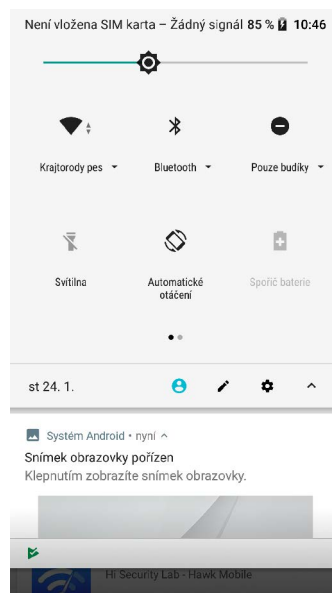 Není vložena SIM karta – Žádný signál 85 % 10:46
Krajtorody pes Bluetooth Pouze budíky
Svítilna Automatické otáčení Spořič baterie
st 24. 1.
Systém Android • nyní
Snímek obrazovky pořízen
Klepnutím zobrazíte snímek obrazovky.
Hi Security Lab - Hawk Mobile